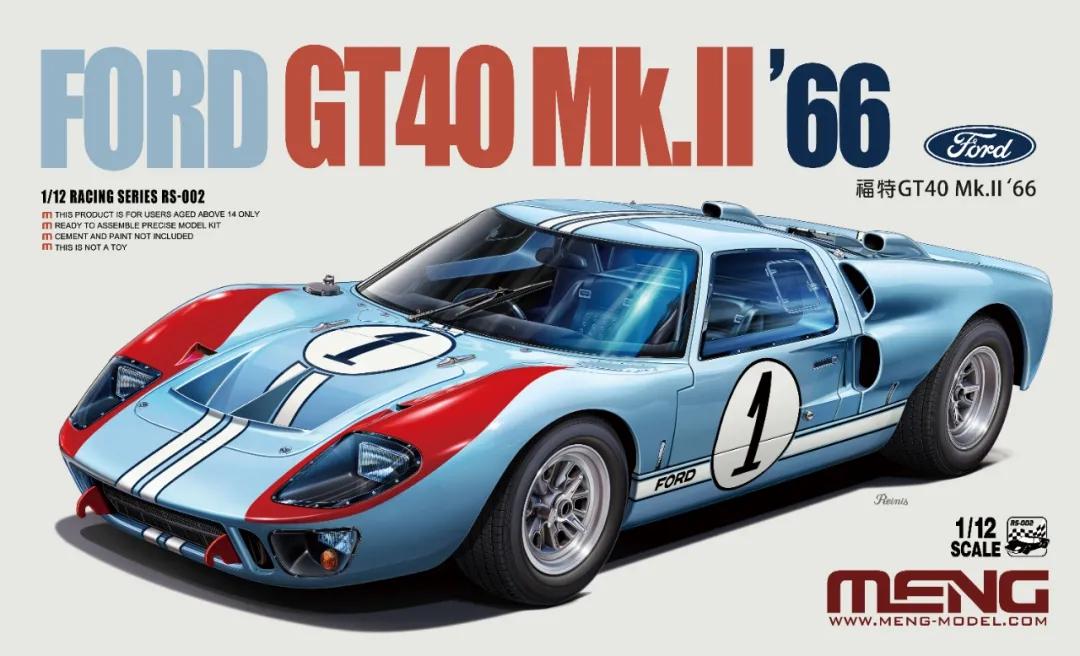 FORD GT40 Mk.II '66
Ford
福特GT40 Mk.II '66
1/12 RACING SERIES RS-002
m THIS PRODUCT IS FOR USERS AGED ABOVE 14 ONLY
m READY TO ASSEMBLE PRECISE MODEL KIT
m CEMENT AND PAINT NOT INCLUDED
m THIS IS NOT A TOY
1
1
FORD
Reinis
1/12
SCALE
RS-002
MENG
WWW.MENG-MODEL.COM